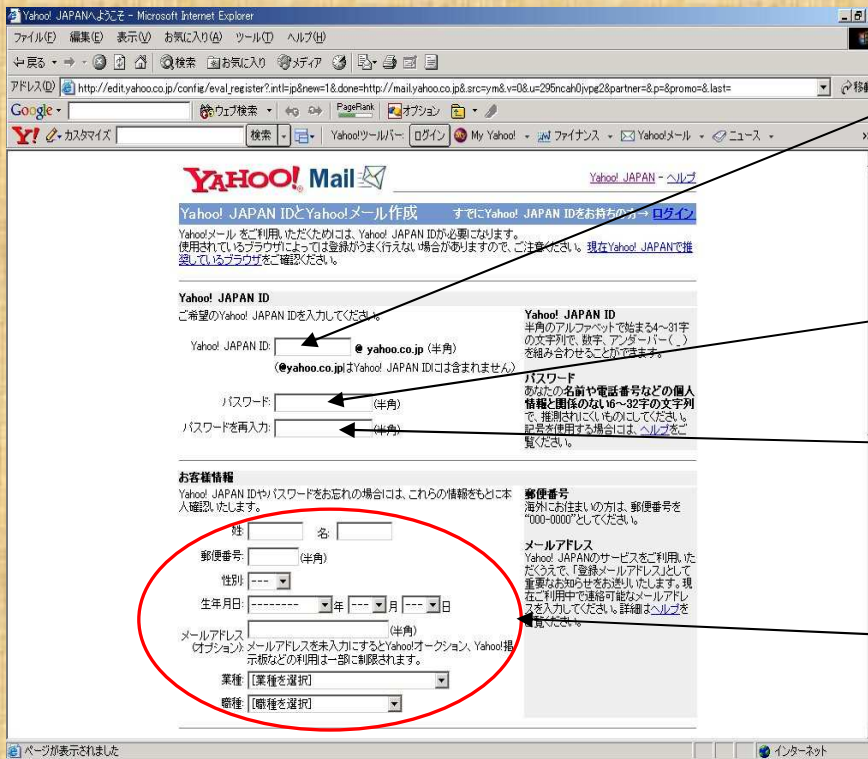 Yahoo! JAPANへようこそ - Microsoft Internet Explorer
ファイル(F) 編集(E) 表示(V) お気に入り(A) ツール(T) ヘルプ(H)
戻る 検索 お気に入り メディア
アドレス(D) http://edit.yahoo.co.jp/config/eval_register?.intl=jp&new=1&.done=http://mail.yahoo.co.jp&.src=ym&.v=0&.u=295ncah0jvpg2&partner=&.p=&promo=&.last= 移動
Google ウェブ検索 PageRank オプション
Y! カスタマイズ 検索 Yahoo!ツールバー: ログイン My Yahoo! ファイナンス Yahoo!メール ニュース
YAHOO! Mail Yahoo! JAPAN - ヘルプ
Yahoo! JAPAN IDとYahoo!メール作成 すでにYahoo! JAPAN IDをお持ちの方→ ログイン
Yahoo!メール をご利用いただくためには、Yahoo! JAPAN IDが必要になります。
使用されているブラウザによっては登録がうまく行えない場合がありますので、ご注意ください。現在Yahoo! JAPANで推
奨しているブラウザをご確認ください。
Yahoo! JAPAN ID
ご希望のYahoo! JAPAN IDを入力してください。
Yahoo! JAPAN ID: @ yahoo.co.jp (半角)
(@yahoo.co.jpはYahoo! JAPAN IDには含まれません)
パスワード: (半角)
パスワードを再入力: (半角)
Yahoo! JAPAN ID
半角のアルファベットで始まる4~31字
の文字列で、数字、アンダーバー(_)
を組み合わせることができます。
パスワード
あなたの名前や電話番号などの個人
情報と関係のない6~32字の文字列
で、推測されにくいものにしてください。
記号を使用する場合には、ヘルプをご
覧ください。
お客様情報
Yahoo! JAPAN IDやパスワードをお忘れの場合には、これらの情報をもとに本
人確認いたします。
姓: 名:
郵便番号: (半角)
性別: ---
生年月日: -------- 年 --- 月 --- 日
メールアドレス (半角)
(オプション): メールアドレスを未入力にするとYahoo!オークション、Yahoo!掲
示板などの利用は一部に制限されます。
業種: [業種を選択]
職種: [職種を選択]
郵便番号
海外にお住まいの方は、郵便番号を
"000-0000"としてください。
メールアドレス
Yahoo! JAPANのサービスをご利用いた
だくうえで、「登録メールアドレス」として
重要なお知らせをお送りいたします。現
在ご利用中で連絡可能なメールアドレ
スを入力してください。詳細はヘルプを
ご覧ください。
ページが表示されました インターネット